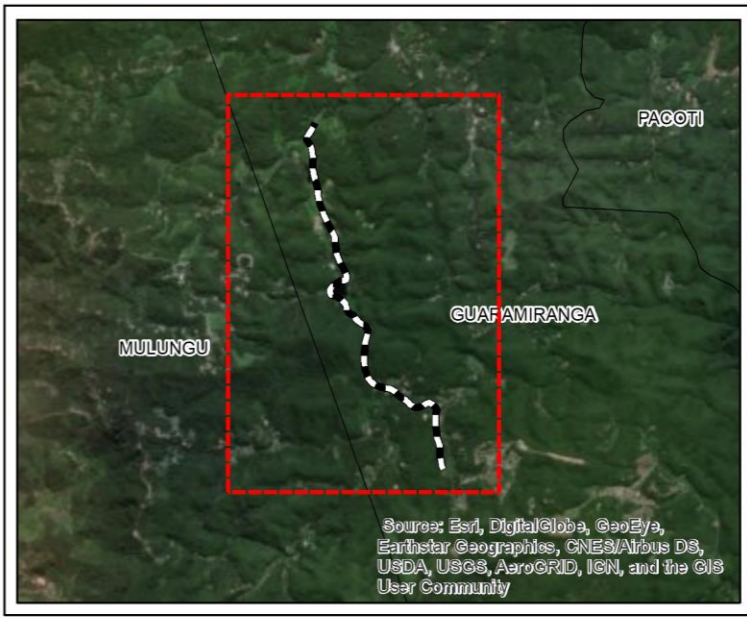 PACOTI
GUARAMIRANGA
MULUNGU
Source: Esri, DigitalGlobe, GeoEye,
Earthstar Geographics, CNES/Airbus DS,
USDA, USGS, AeroGRID, IGN, and the GIS
User Community